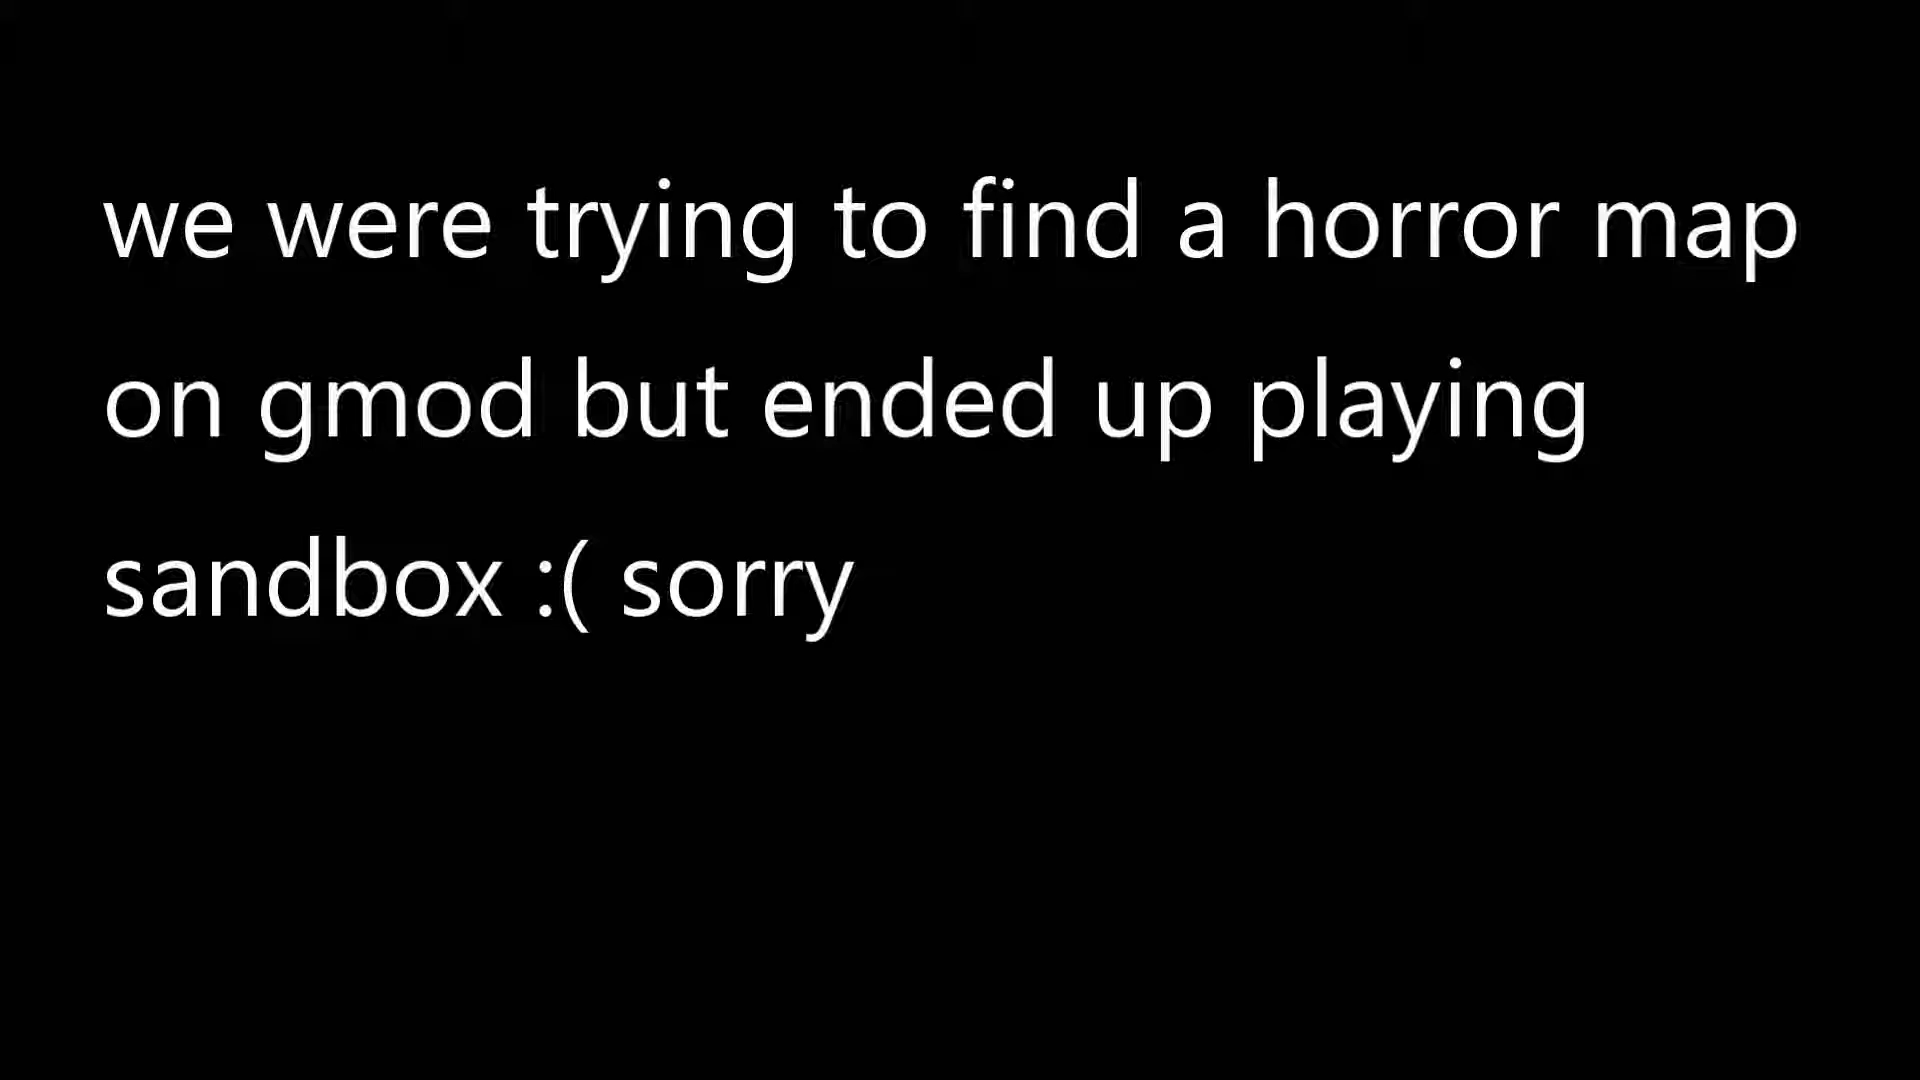 we were trying to find a horror map
on gmod but ended up playing
sandbox :( sorry